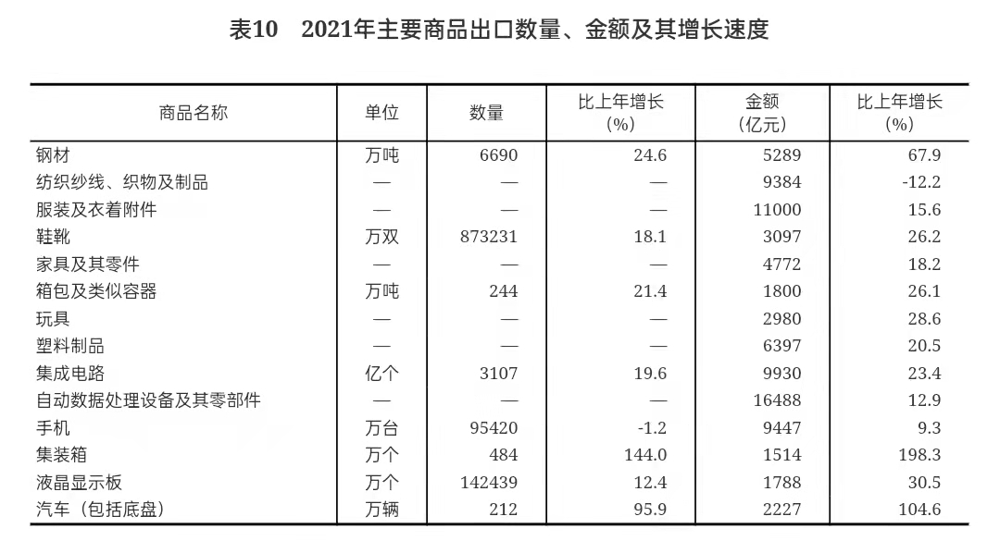 表10 2021年主要商品出口数量、金额及其增长速度
商品名称 单位 数量 比上年增长（%） 金额（亿元） 比上年增长（%）
钢材 万吨 6690 24.6 5289 67.9
纺织纱线、织物及制品 — — — 9384 -12.2
服装及衣着附件 — — — 11000 15.6
鞋靴 万双 873231 18.1 3097 26.2
家具及其零件 — — — 4772 18.2
箱包及类似容器 万吨 244 21.4 1800 26.1
玩具 — — — 2980 28.6
塑料制品 — — — 6397 20.5
集成电路 亿个 3107 19.6 9930 23.4
自动数据处理设备及其零部件 — — — 16488 12.9
手机 万台 95420 -1.2 9447 9.3
集装箱 万个 484 144.0 1514 198.3
液晶显示板 万个 142439 12.4 1788 30.5
汽车（包括底盘） 万辆 212 95.9 2227 104.6